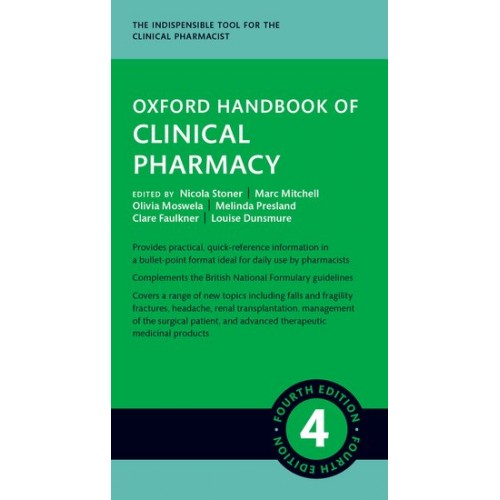 THE INDISPENSIBLE TOOL FOR THE
CLINICAL PHARMACIST
OXFORD HANDBOOK OF
CLINICAL
PHARMACY
EDITED BY Nicola Stoner | Marc Mitchell
Olivia Moswela | Melinda Presland
Clare Faulkner | Louise Dunsmure
Provides practical, quick-reference information in
a bullet-point format ideal for daily use by pharmacists
Complements the British National Formulary guidelines
Covers a range of new topics including falls and fragility
fractures, headache, renal transplantation, management
of the surgical patient, and advanced therapeutic
medicinal products
FOURTH EDITION
4
FOURTH EDITION